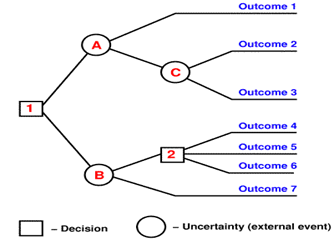 Outcome 1
A
Outcome 2
C
Outcome 3
1
Outcome 4
2
Outcome 5
Outcome 6
B
Outcome 7
– Decision
– Uncertainty (external event)